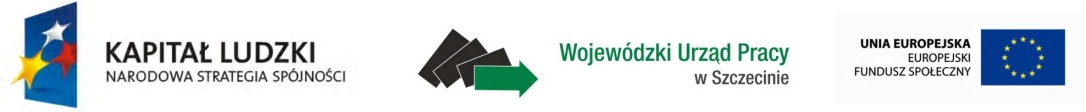 KAPITAŁ LUDZKI
NARODOWA STRATEGIA SPÓJNOŚCI
Wojewódzki Urząd Pracy
w Szczecinie
UNIA EUROPEJSKA
EUROPEJSKI
FUNDUSZ SPOŁECZNY